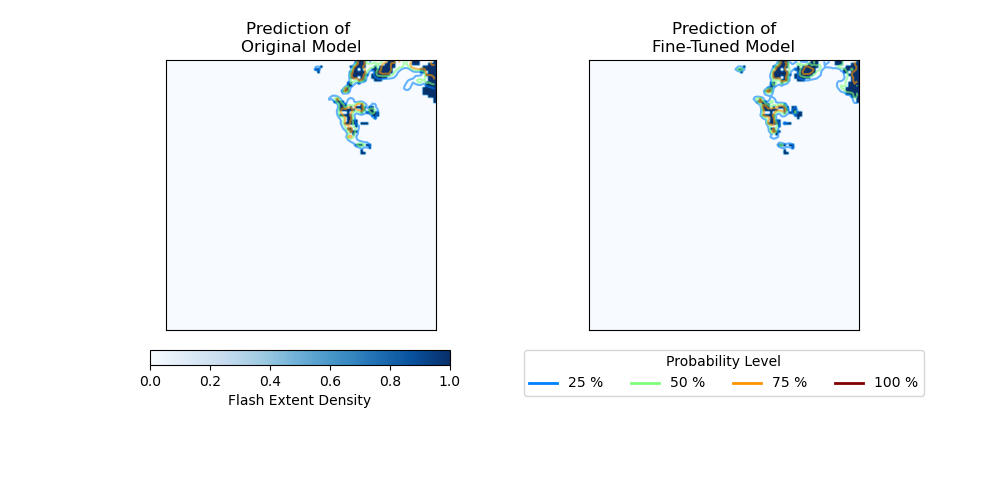 Prediction of
Original Model
Prediction of
Fine-Tuned Model
0.0 0.2 0.4 0.6 0.8 1.0
Flash Extent Density
Probability Level
25 % 50 % 75 % 100 %